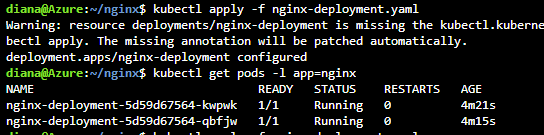 diana@Azure:~/nginx$ kubectl apply -f nginx-deployment.yaml
Warning: resource deployments/nginx-deployment is missing the kubectl.kuberne
bectl apply. The missing annotation will be patched automatically.
deployment.apps/nginx-deployment configured
diana@Azure:~/nginx$ kubectl get pods -l app=nginx
NAME READY STATUS RESTARTS AGE
nginx-deployment-5d59d67564-kwpwk 1/1 Running 0 4m21s
nginx-deployment-5d59d67564-qbfjw 1/1 Running 0 4m15s